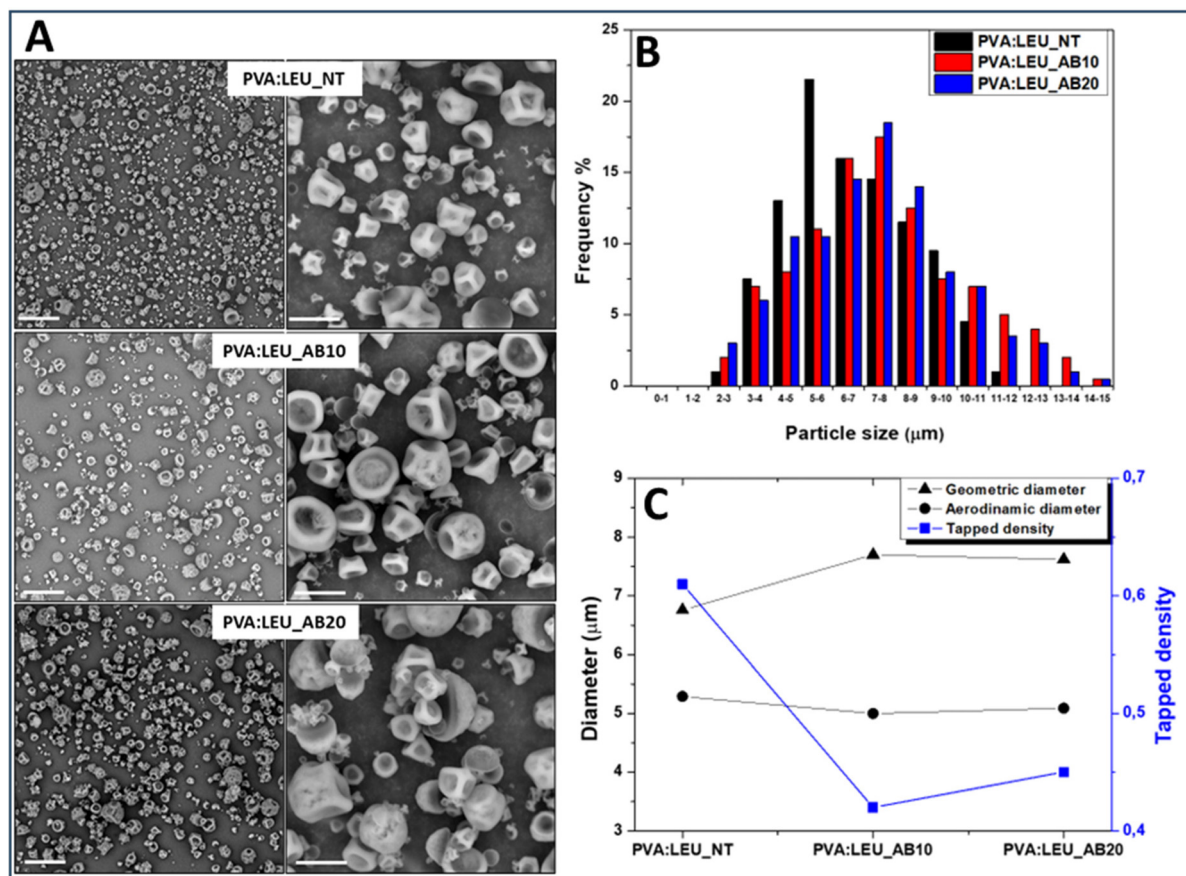 A
PVA:LEU_NT
PVA:LEU_AB10
PVA:LEU_AB20
B
25
20
15
10
5
0
Frequency %
PVA:LEU_NT
PVA:LEU_AB10
PVA:LEU_AB20
0-1 1-2 2-3 3-4 4-5 5-6 6-7 7-8 8-9 9-10 10-11 11-12 12-13 13-14 14-15
Particle size (μm)
C
9
8
7
6
5
4
3
Diameter (μm)
Geometric diameter
Aerodinamic diameter
Tapped density
0,7
0,6
0,5
0,4
Tapped density
PVA:LEU_NT PVA:LEU_AB10 PVA:LEU_AB20